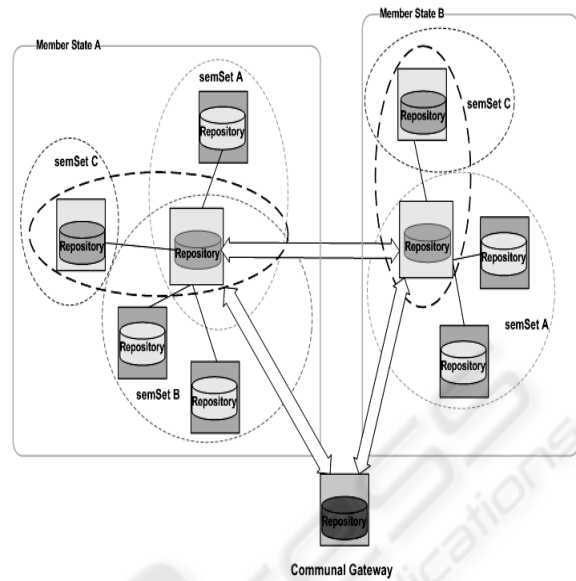 Member State A
Member State B
semSet A
Repository
semSet C
Repository
Repository
Repository
semSet B
Repository
Repository
semSet C
Repository
Repository
semSet A
Repository
Repository
Communal Gateway